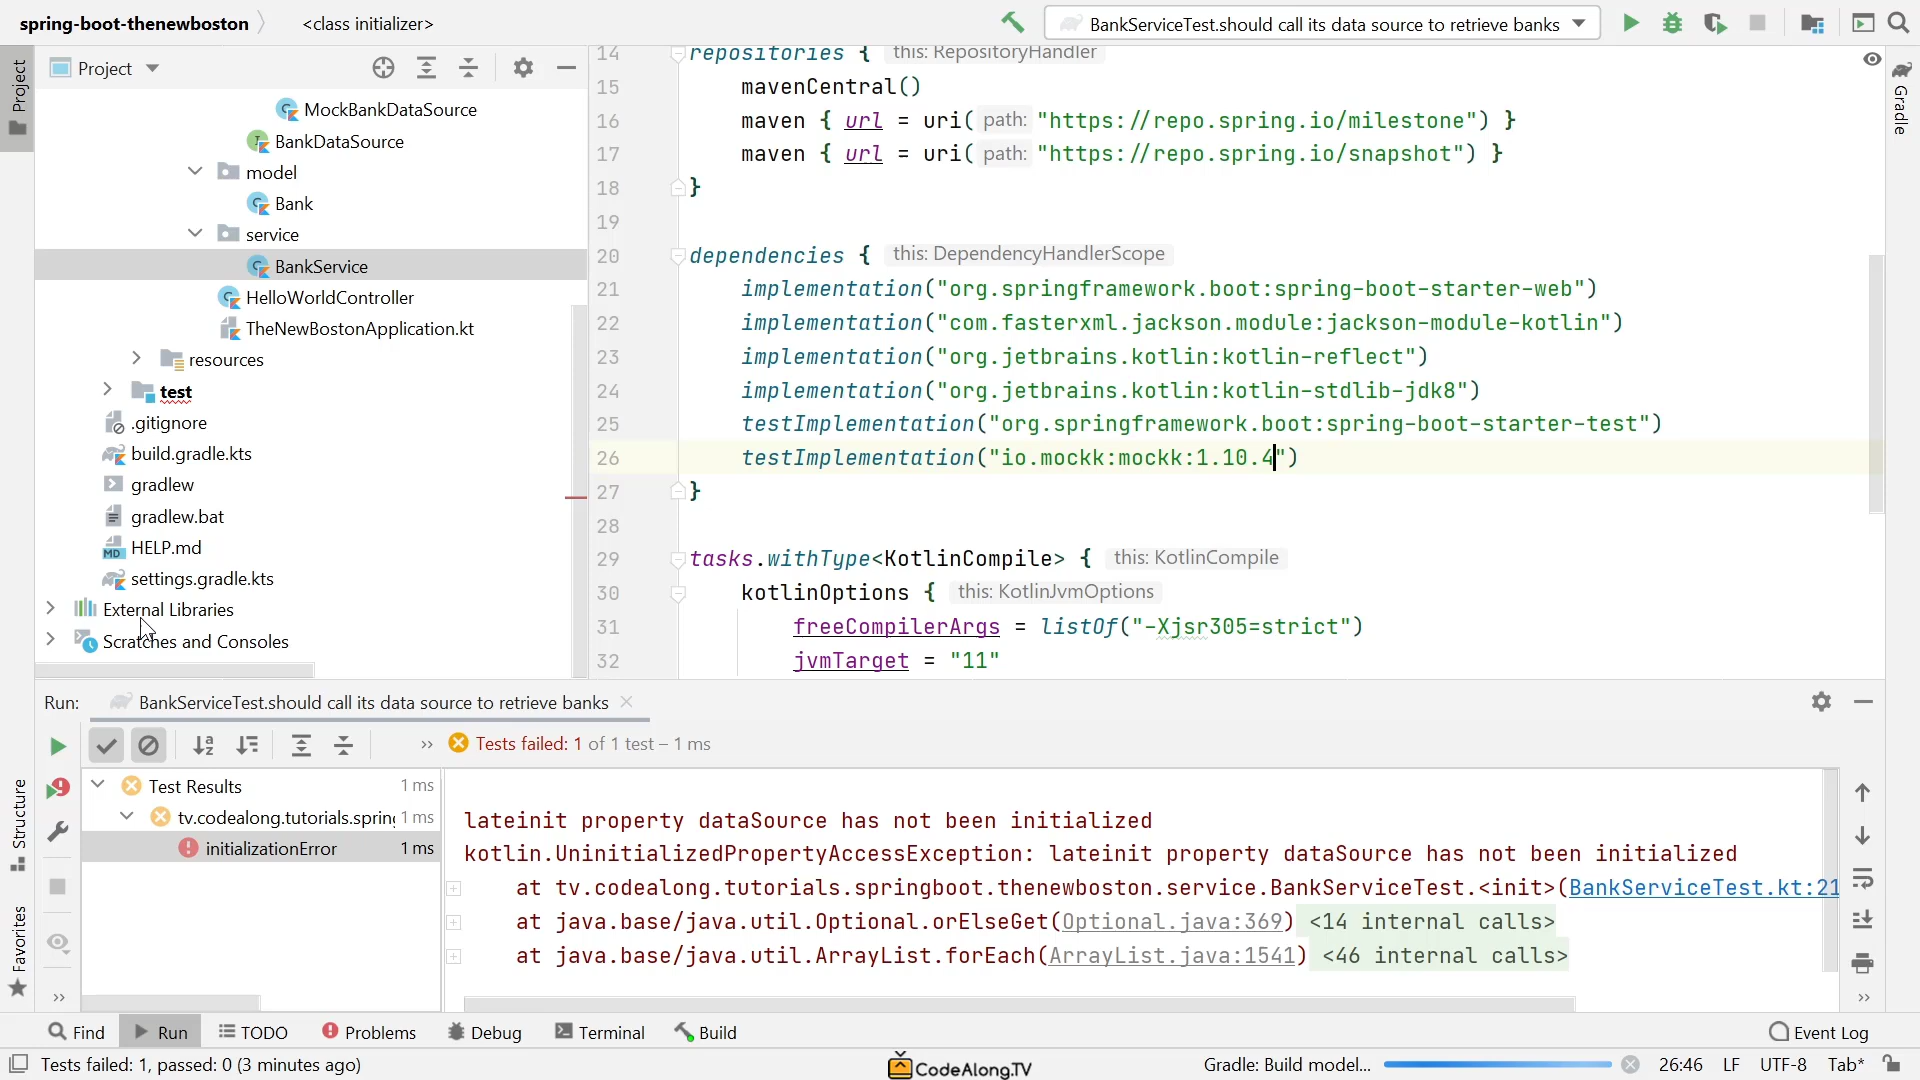 spring-boot-thenewboston
<class initializer>
BankServiceTest.should call its data source to retrieve banks
Project
Project
MockBankDataSource
BankDataSource
model
Bank
service
BankService
HelloWorldController
TheNewBostonApplication.kt
resources
test
.gitignore
build.gradle.kts
gradlew
gradlew.bat
HELP.md
settings.gradle.kts
External Libraries
Scratches and Consoles
14 repositories { this: RepositoryHandler
15 mavenCentral()
16 maven { url = uri( path: "https://repo.spring.io/milestone") }
17 maven { url = uri( path: "https://repo.spring.io/snapshot") }
18 }
19
20 dependencies { this: DependencyHandlerScope
21 implementation("org.springframework.boot:spring-boot-starter-web")
22 implementation("com.fasterxml.jackson.module:jackson-module-kotlin")
23 implementation("org.jetbrains.kotlin:kotlin-reflect")
24 implementation("org.jetbrains.kotlin:kotlin-stdlib-jdk8")
25 testImplementation("org.springframework.boot:spring-boot-starter-test")
26 testImplementation("io.mockk:mockk:1.10.4")
27 }
28
29 tasks.withType<KotlinCompile> { this: KotlinCompile
30 kotlinOptions { this: KotlinJvmOptions
31 freeCompilerArgs = listOf("-Xjsr305=strict")
32 jvmTarget = "11"
Gradle
Run: BankServiceTest.should call its data source to retrieve banks
Tests failed: 1 of 1 test – 1 ms
Test Results 1 ms
tv.codealong.tutorials.spring 1 ms
initializationError 1 ms
lateinit property dataSource has not been initialized
kotlin.UninitializedPropertyAccessException: lateinit property dataSource has not been initialized
at tv.codealong.tutorials.springboot.thenewboston.service.BankServiceTest.<init>(BankServiceTest.kt:21
at java.base/java.util.Optional.orElseGet(Optional.java:369) <14 internal calls>
at java.base/java.util.ArrayList.forEach(ArrayList.java:1541) <46 internal calls>
Structure
Favorites
Find
Run
TODO
Problems
Debug
Terminal
Build
Event Log
Tests failed: 1, passed: 0 (3 minutes ago)
CodeAlong.TV
Gradle: Build model...
26:46 LF UTF-8 Tab*